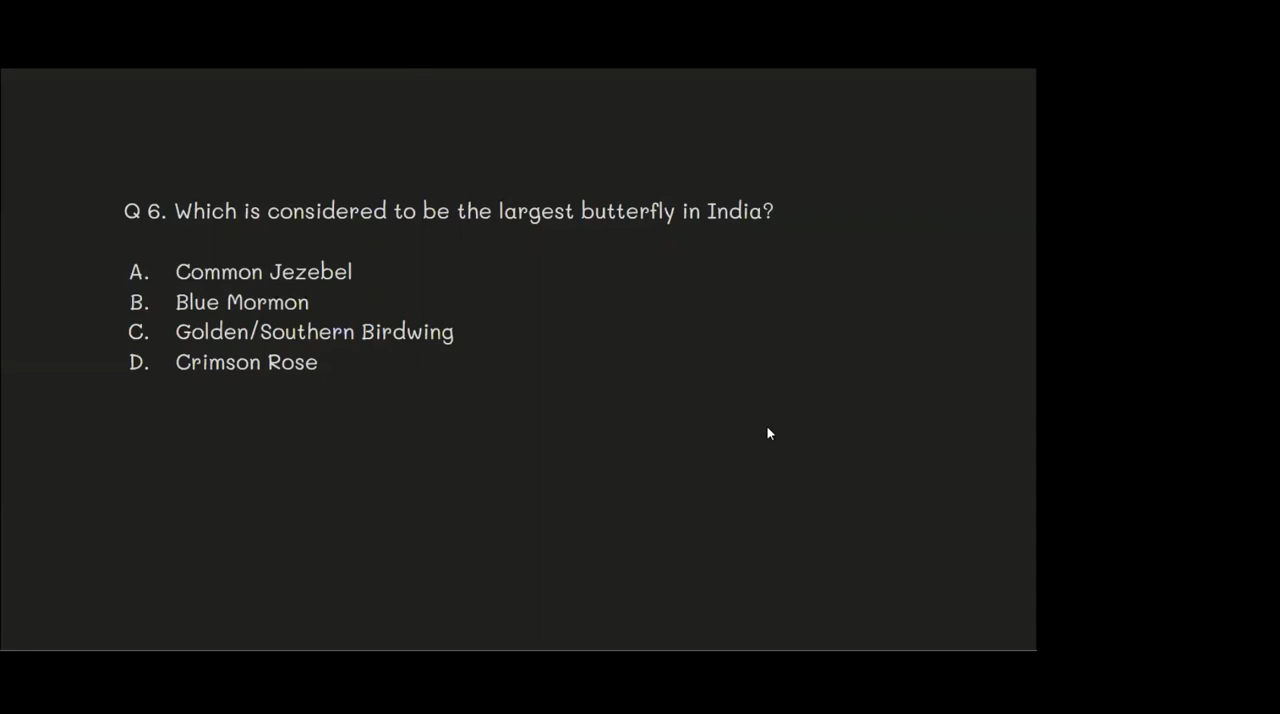 Q 6. Which is considered to be the largest butterfly in India?
A. Common Jezebel
B. Blue Mormon
C. Golden/Southern Birdwing
D. Crimson Rose